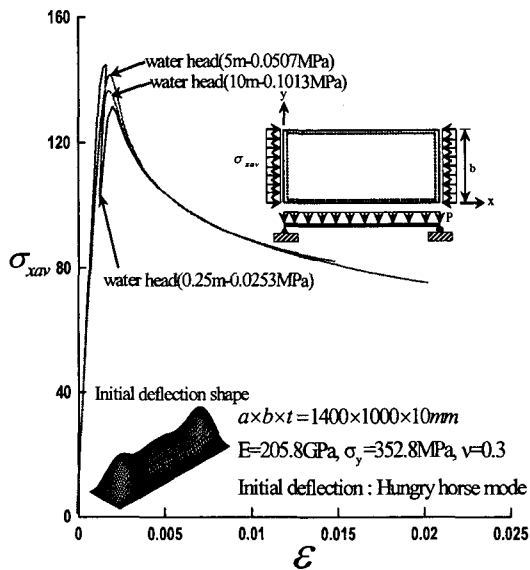 160
water head(5m-0.0507MPa)
water head(10m-0.1013MPa)
y
120
σxav
b
x
P
σxav
80
water head(0.25m-0.0253MPa)
40
Initial deflection shape
a×b×t=1400×1000×10mm
E=205.8GPa, σy=352.8MPa, ν=0.3
Initial deflection : Hungry horse mode
0
0 0.005 0.01 0.015 0.02 0.025
ε